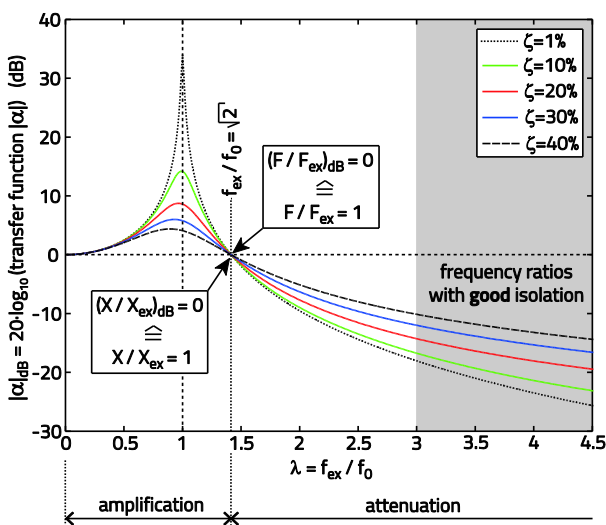 |α|dB = 20·log10(transfer function |α|) (dB)
40
30
20
10
0
-10
-20
-30
ζ=1%
ζ=10%
ζ=20%
ζ=30%
ζ=40%
fex / f0 = √2
(F / Fex)dB = 0
≙
F / Fex = 1
(X / Xex)dB = 0
≙
X / Xex = 1
frequency ratios
with good isolation
0 0.5 1 1.5 2 2.5 3 3.5 4 4.5
λ = fex / f0
amplification attenuation